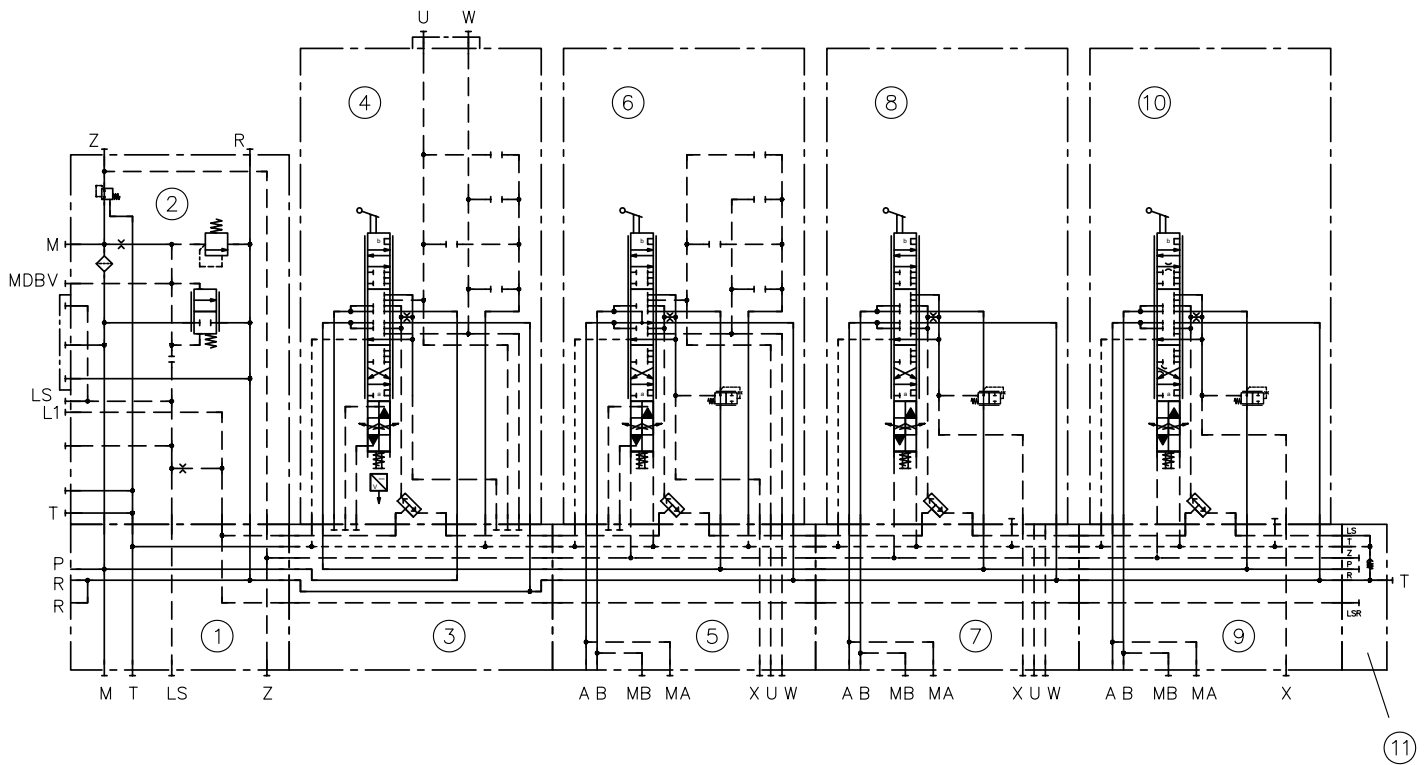 U W
4 6 8 10
Z R
2
M
MDBV
b b b b
LS
L1
a a a a
V
T
LS
T
Z
P
P
R
R
T
R
LSR
1 3 5 7 9
M T LS Z A B MB MA X U W A B MB MA X U W A B MB MA X
11